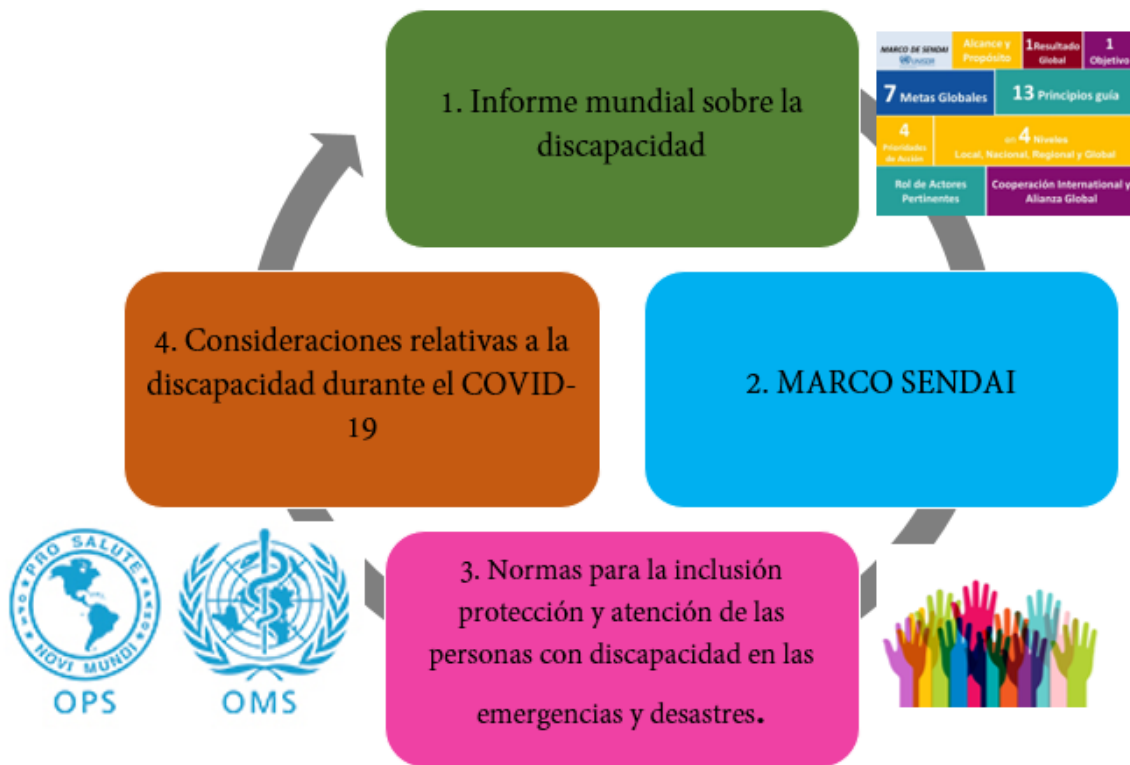 1. Informe mundial sobre la
discapacidad
MARCO DE SENDAI
UNISDR
Alcance y
Propósito
1 Resultado
Global
1
Objetivo
7 Metas Globales
13 Principios guía
4
Prioridades
de Acción
en 4 Niveles
Local, Nacional, Regional y Global
Rol de Actores
Pertinentes
Cooperación International y
Alianza Global
4. Consideraciones relativas a la
discapacidad durante el COVID-
19
2. MARCO SENDAI
3. Normas para la inclusión
protección y atención de las
personas con discapacidad en las
emergencias y desastres.
PRO SALUTE
NOVI MUNDI
OPS
OMS